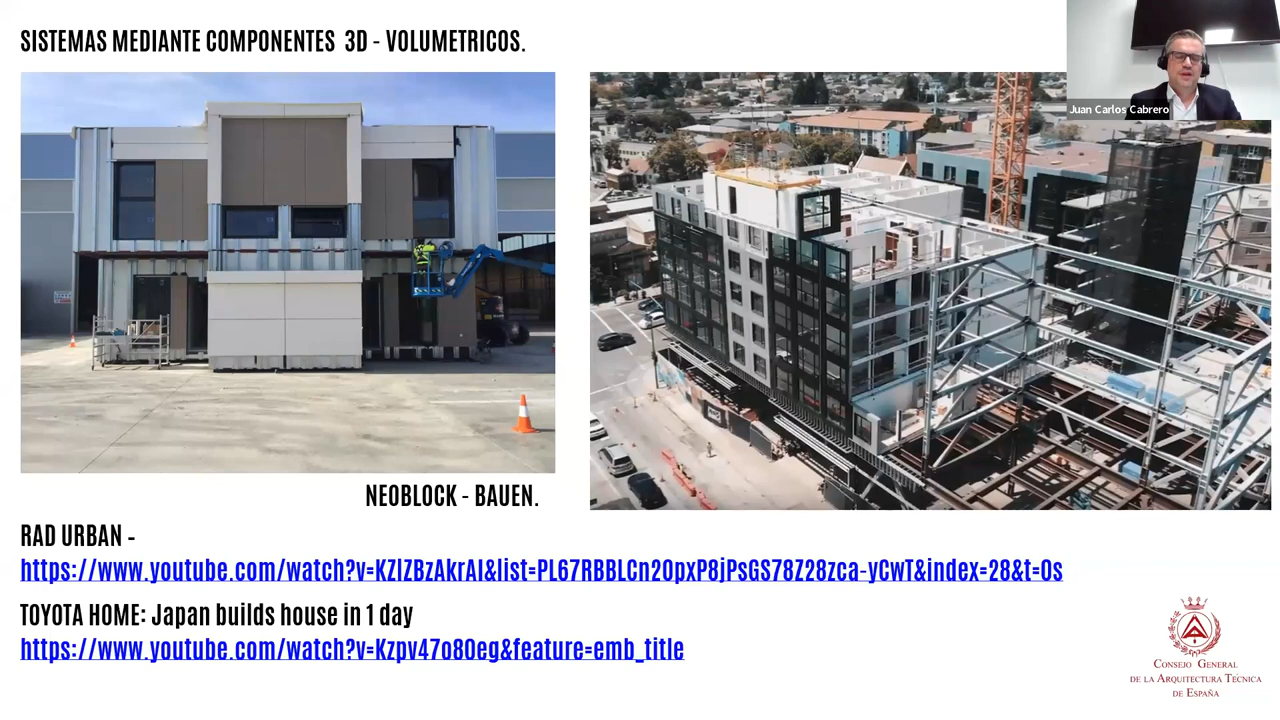 SISTEMAS MEDIANTE COMPONENTES 3D - VOLUMETRICOS.
Juan Carlos Cabrero
NEOBLOCK - BAUEN.
RAD URBAN -
https://www.youtube.com/watch?v=KZlZBzAkrAI&list=PL67RBBLCn20pxP8jPsGS78Z28zca-yCwT&index=28&t=0s
TOYOTA HOME: Japan builds house in 1 day
https://www.youtube.com/watch?v=Kzpv47o80eg&feature=emb_title
CONSEJO GENERAL
DE LA ARQUITECTURA TÉCNICA
DE ESPAÑA